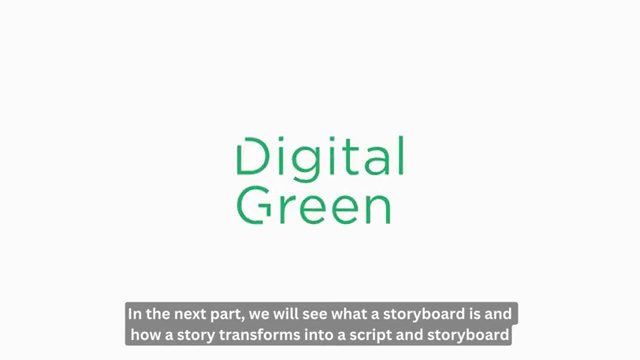 Digital
Green
In the next part, we will see what a storyboard is and
how a story transforms into a script and storyboard